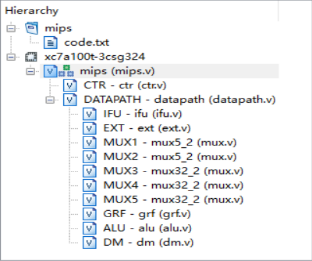 Hierarchy
mips
code.txt
xc7a100t-3csg324
mips (mips.v)
CTR - ctr (ctr.v)
DATAPATH - datapath (datapath.v)
IFU - ifu (ifu.v)
EXT - ext (ext.v)
MUX1 - mux5_2 (mux.v)
MUX2 - mux5_2 (mux.v)
MUX3 - mux32_2 (mux.v)
MUX4 - mux32_2 (mux.v)
MUX5 - mux32_2 (mux.v)
GRF - grf (grf.v)
ALU - alu (alu.v)
DM - dm (dm.v)